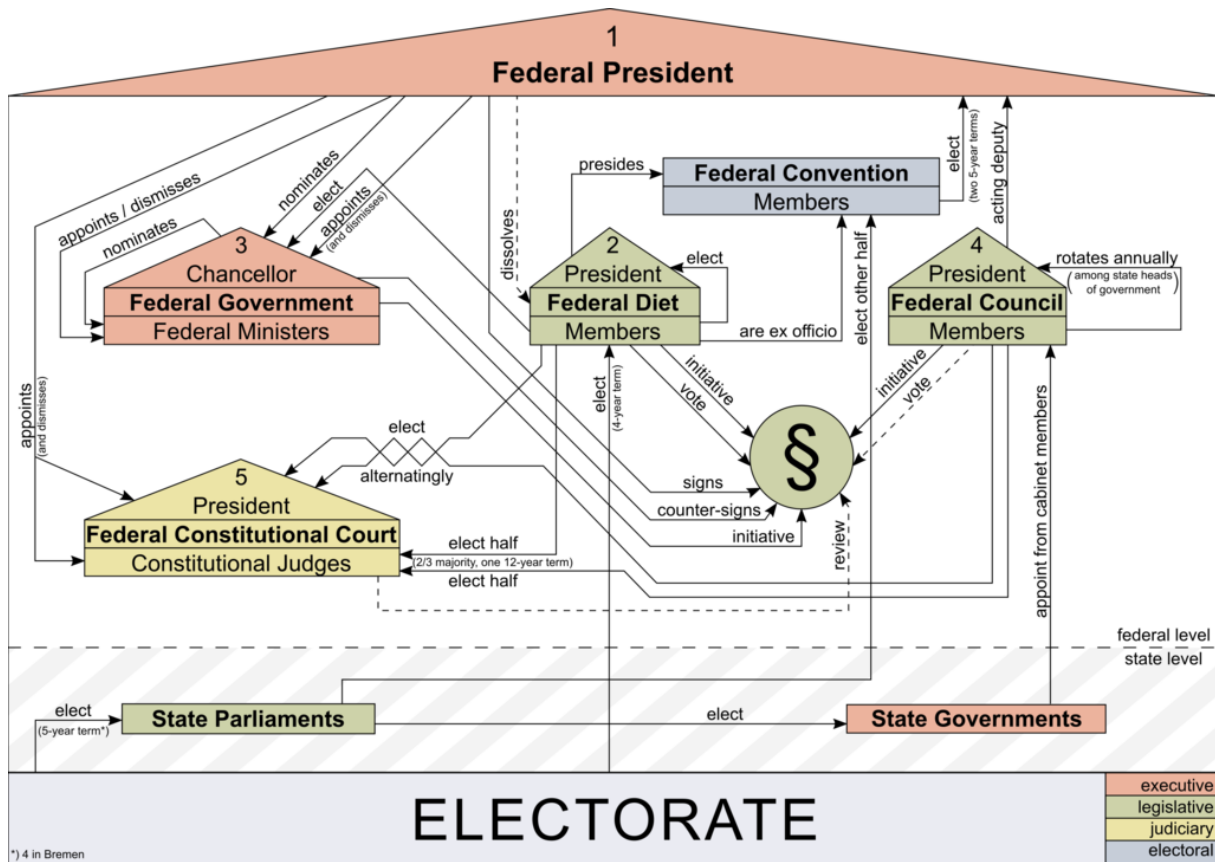 1
Federal President
appoints / dismisses
nominates
nominates
elect
appoints
(and dismisses)
dissolves
presides
Federal Convention
Members
elect
(two 5-year terms)
acting deputy
3
Chancellor
Federal Government
Federal Ministers
2
President
Federal Diet
Members
elect
are ex officio
elect other half
4
President
Federal Council
Members
rotates annually
(among state heads
of government)
appoints
(and dismisses)
elect
alternatingly
elect
(4-year term)
initiative
vote
initiative
vote
§
signs
counter-signs
initiative
review
appoint from cabinet members
5
President
Federal Constitutional Court
Constitutional Judges
elect half
(2/3 majority, one 12-year term)
elect half
federal level
state level
elect
(5-year term*)
State Parliaments
elect
State Governments
ELECTORATE
*) 4 in Bremen
executive
legislative
judiciary
electoral